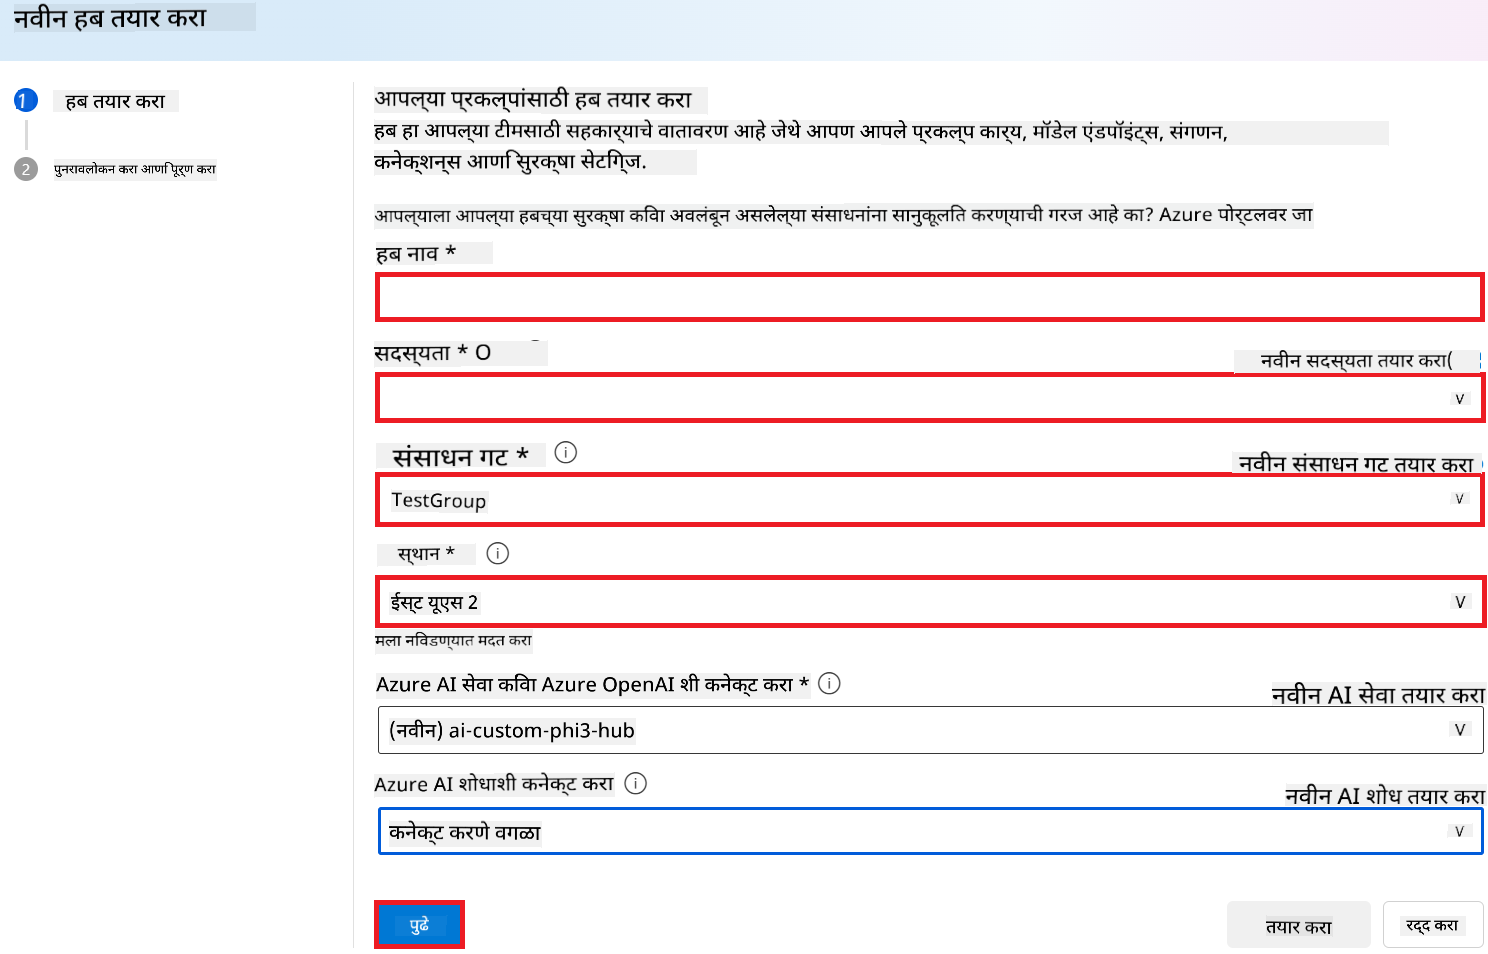 नवीन हब तयार करा
1 हब तयार करा
2 पुनरावलोकन करा आणि पूर्ण करा
आपल्या प्रकल्पांसाठी हब तयार करा
हब हा आपल्या टीमसाठी सहकार्याचे वातावरण आहे जेथे आपण आपले प्रकल्प कार्य, मॉडेल एंडपॉइंट्स, संगणन,
कनेक्शन्स आणि सुरक्षा सेटिंग्ज.
आपल्याला आपल्या हबच्या सुरक्षा किंवा अवलंबून असलेल्या संसाधनांना सानुकूलित करण्याची गरज आहे का? Azure पोर्टलवर जा
हब नाव *
सदस्यता * O
नवीन सदस्यता तयार करा(
V
संसाधन गट *
नवीन संसाधन गट तयार करा
TestGroup
V
स्थान *
ईस्ट यूएस 2
V
मला निवडण्यात मदत करा
Azure AI सेवा किंवा Azure OpenAI शी कनेक्ट करा *
नवीन AI सेवा तयार करा
(नवीन) ai-custom-phi3-hub
V
Azure AI शोधाशी कनेक्ट करा
नवीन AI शोध तयार करा
कनेक्ट करणे वगळा
V
पुढे
तयार करा
रद्द करा